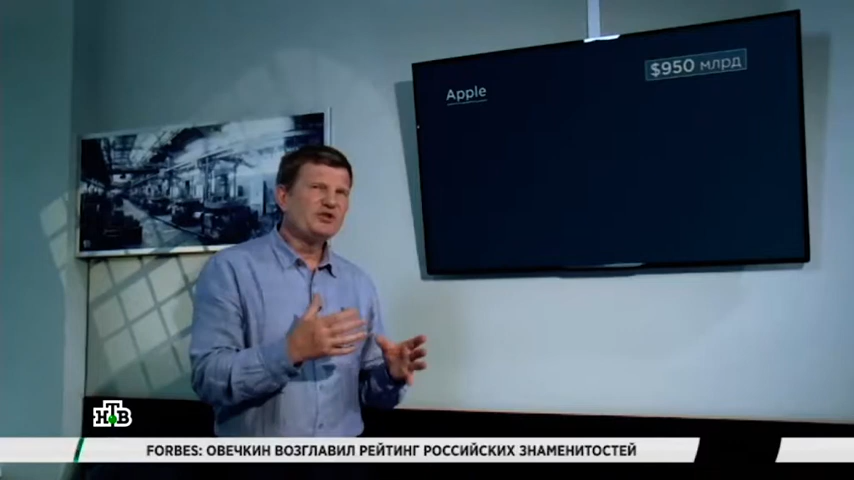 $950 млрд
Apple
НТВ
FORBES: ОВЕЧКИН ВОЗГЛАВИЛ РЕЙТИНГ РОССИЙСКИХ ЗНАМЕНИТОСТЕЙ